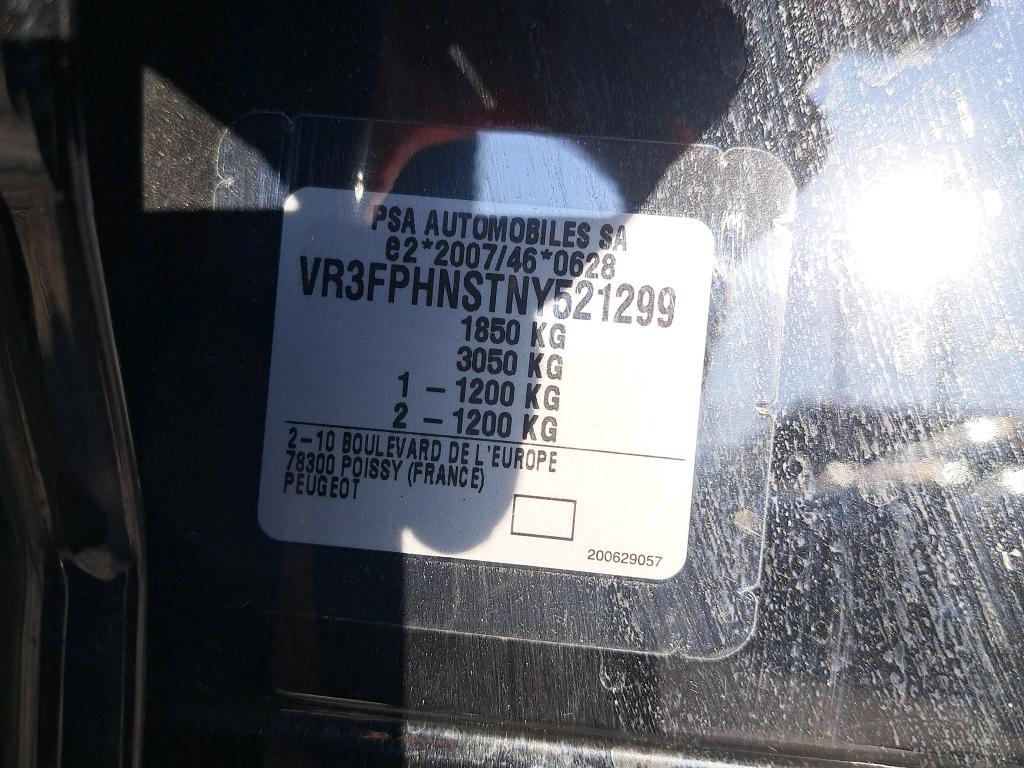 PSA AUTOMOBILES SA
e2*2007/46*0628
VR3FPHNSTNY521299
1850 KG
3050 KG
1 - 1200 KG
2 - 1200 KG
2-10 BOULEVARD DE L'EUROPE
78300 POISSY (FRANCE)
PEUGEOT
200629057